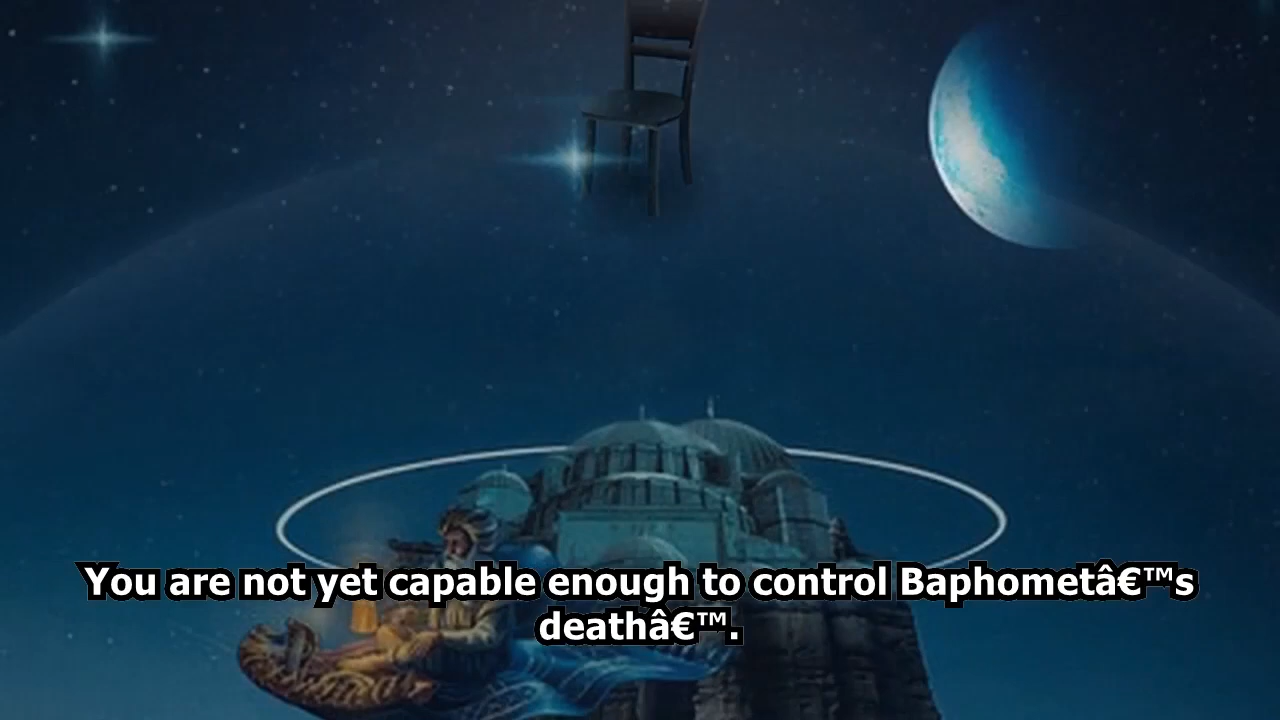 You are not yet capable enough to control Baphometâ€™s
deathâ€™.